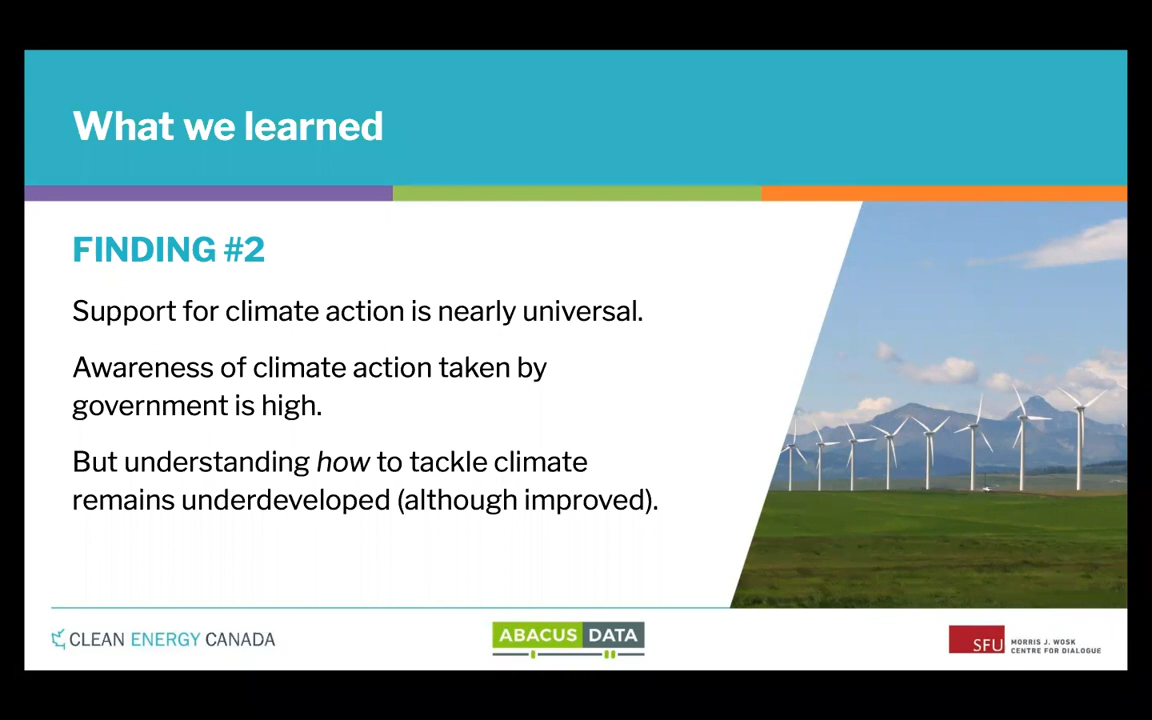 What we learned
FINDING #2
Support for climate action is nearly universal.
Awareness of climate action taken by
government is high.
But understanding how to tackle climate
remains underdeveloped (although improved).
CLEAN ENERGY CANADA
ABACUS DATA
SFU
MORRIS J. WOSK
CENTRE FOR DIALOGUE